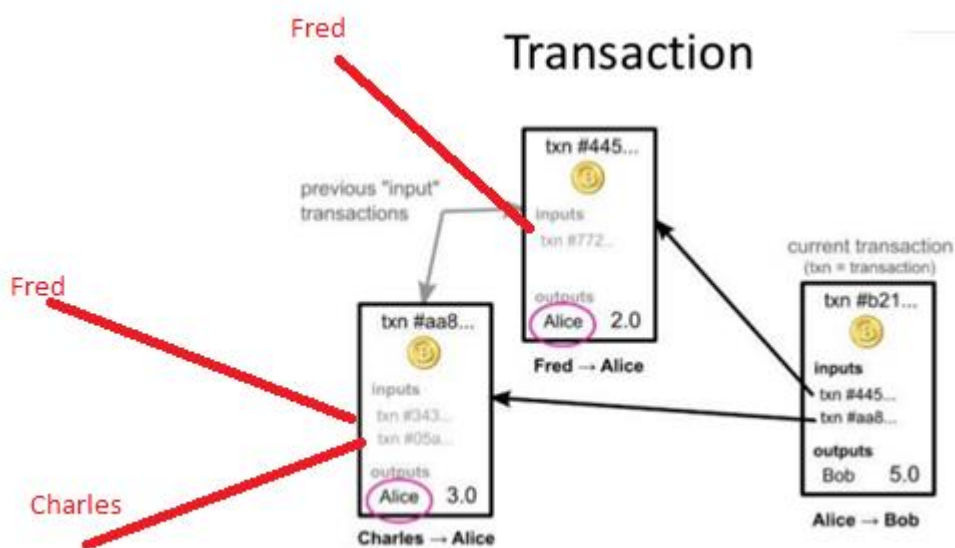 Fred
Transaction
txn #445...
previous "input"
transactions
inputs
txn #772...
outputs
Alice 2.0
Fred → Alice
current transaction
(txn = transaction)
txn #b21...
inputs
txn #445...
txn #aa8...
outputs
Bob 5.0
Alice → Bob
Fred
txn #aa8...
inputs
txn #343...
txn #05a...
outputs
Alice 3.0
Charles → Alice
Charles